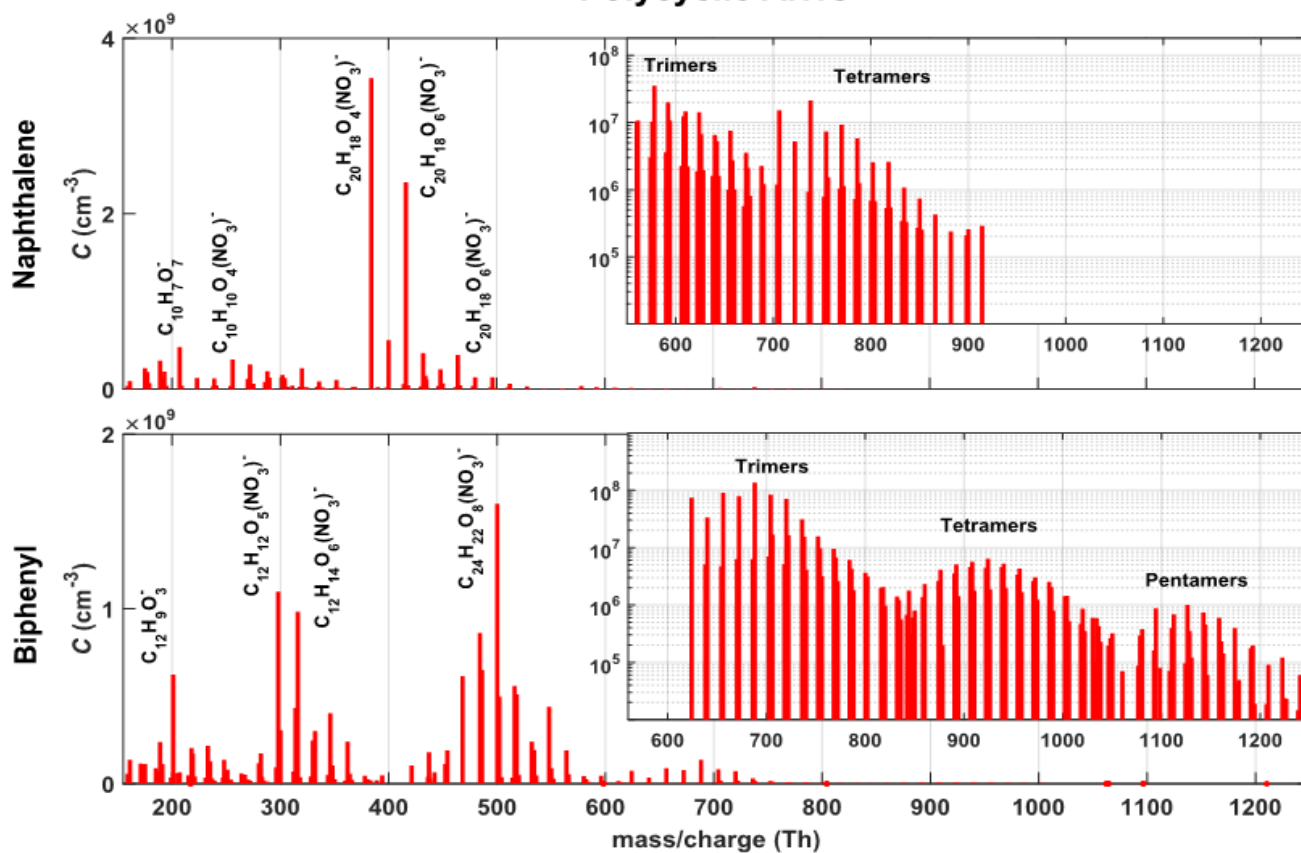 Polycyclic
×10⁹
4
2
0
C (cm⁻³)
Naphthalene
C₁₀H₇O₇⁻
C₁₀H₁₀O₄(NO₃)⁻
C₂₀H₁₈O₄(NO₃)⁻
C₂₀H₁₈O₆(NO₃)⁻
C₂₀H₁₈O₆(NO₃)⁻
Trimers
Tetramers
10⁸
10⁷
10⁶
10⁵
600 700 800 900 1000 1100 1200
×10⁹
2
1
0
C (cm⁻³)
Biphenyl
C₁₂H₉O₃⁻
C₁₂H₁₂O₅(NO₃)⁻
C₁₂H₁₄O₆(NO₃)⁻
C₂₄H₂₂O₈(NO₃)⁻
Trimers
Tetramers
Pentamers
10⁸
10⁷
10⁶
10⁵
600 700 800 900 1000 1100 1200
200 300 400 500 600 700 800 900 1000 1100 1200
mass/charge (Th)